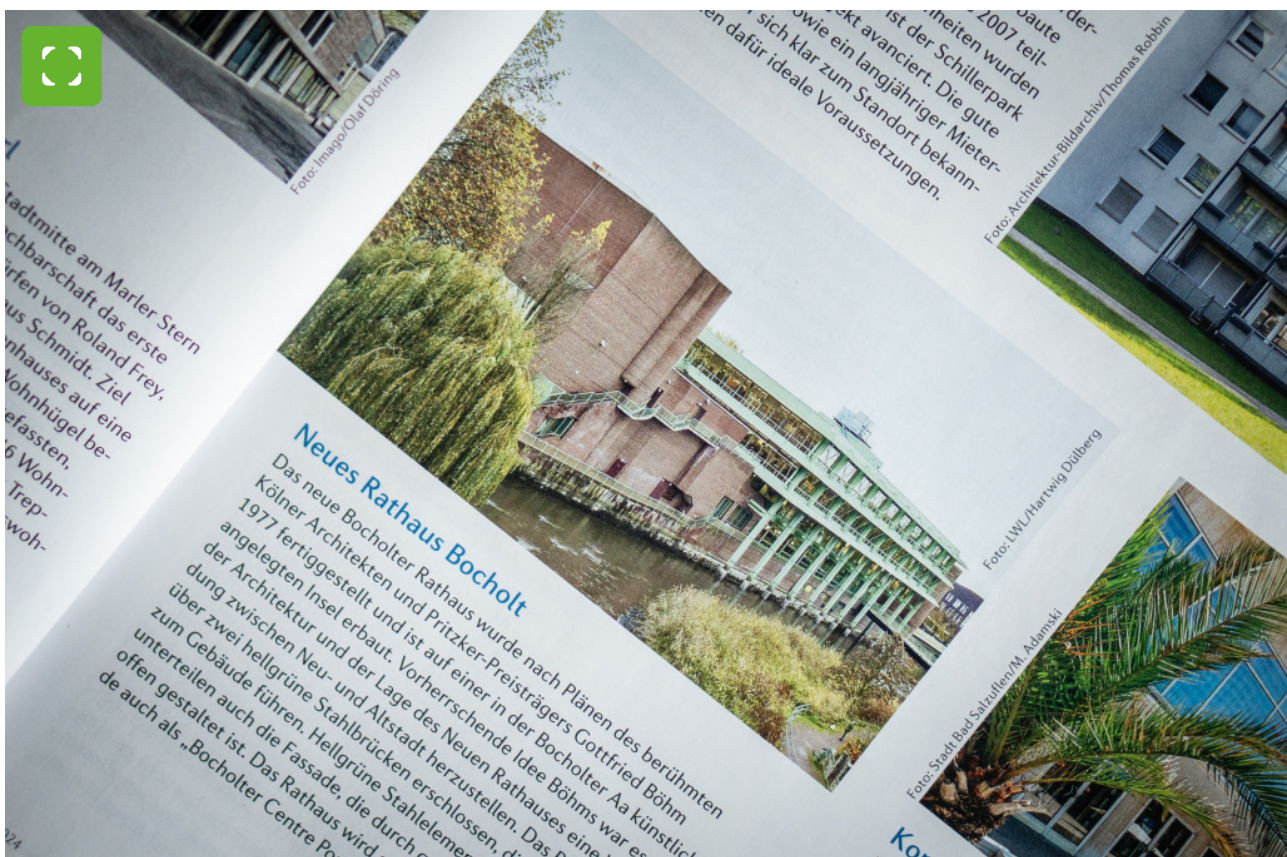 Foto: Imago/Olaf Döring
Stadtmitte am Marler Stern
chbarschaft das erste
ürfen von Roland Frey,
us Schmidt. Ziel
nhauses auf eine
Wohnhügel be-
efassten,
6 Wohn-
Trep-
woh-
2007 teil-
heiten wurden
ist der Schillerpark
ekt avanciert. Die gute
owie ein langjähriger Mieter-
sich klar zum Standort bekann-
en dafür ideale Voraussetzungen.
Foto: Architektur-Bildarchiv/Thomas Robbin
Foto: LWL/Hartwig Dülberg
Neues Rathaus Bocholt
Das neue Bocholter Rathaus wurde nach Plänen des berühmten
Kölner Architekten und Pritzker-Preisträgers Gottfried Böhm
1977 fertiggestellt und ist auf einer in der Bocholter Aa künstlich
angelegten Insel erbaut. Vorherrschende Idee Böhms war es
der Architektur und der Lage des Neuen Rathauses eine
dung zwischen Neu- und Altstadt herzustellen. Das
über zwei hellgrüne Stahlbrücken erschlossen, di
zum Gebäude führen. Hellgrüne Stahlelemen
unterteilen auch die Fassade, die durch
offen gestaltet ist. Das Rathaus wird
de auch als „Bocholter Centre Po
Foto: Stadt Bad Salzuflen/M. Adamski
024